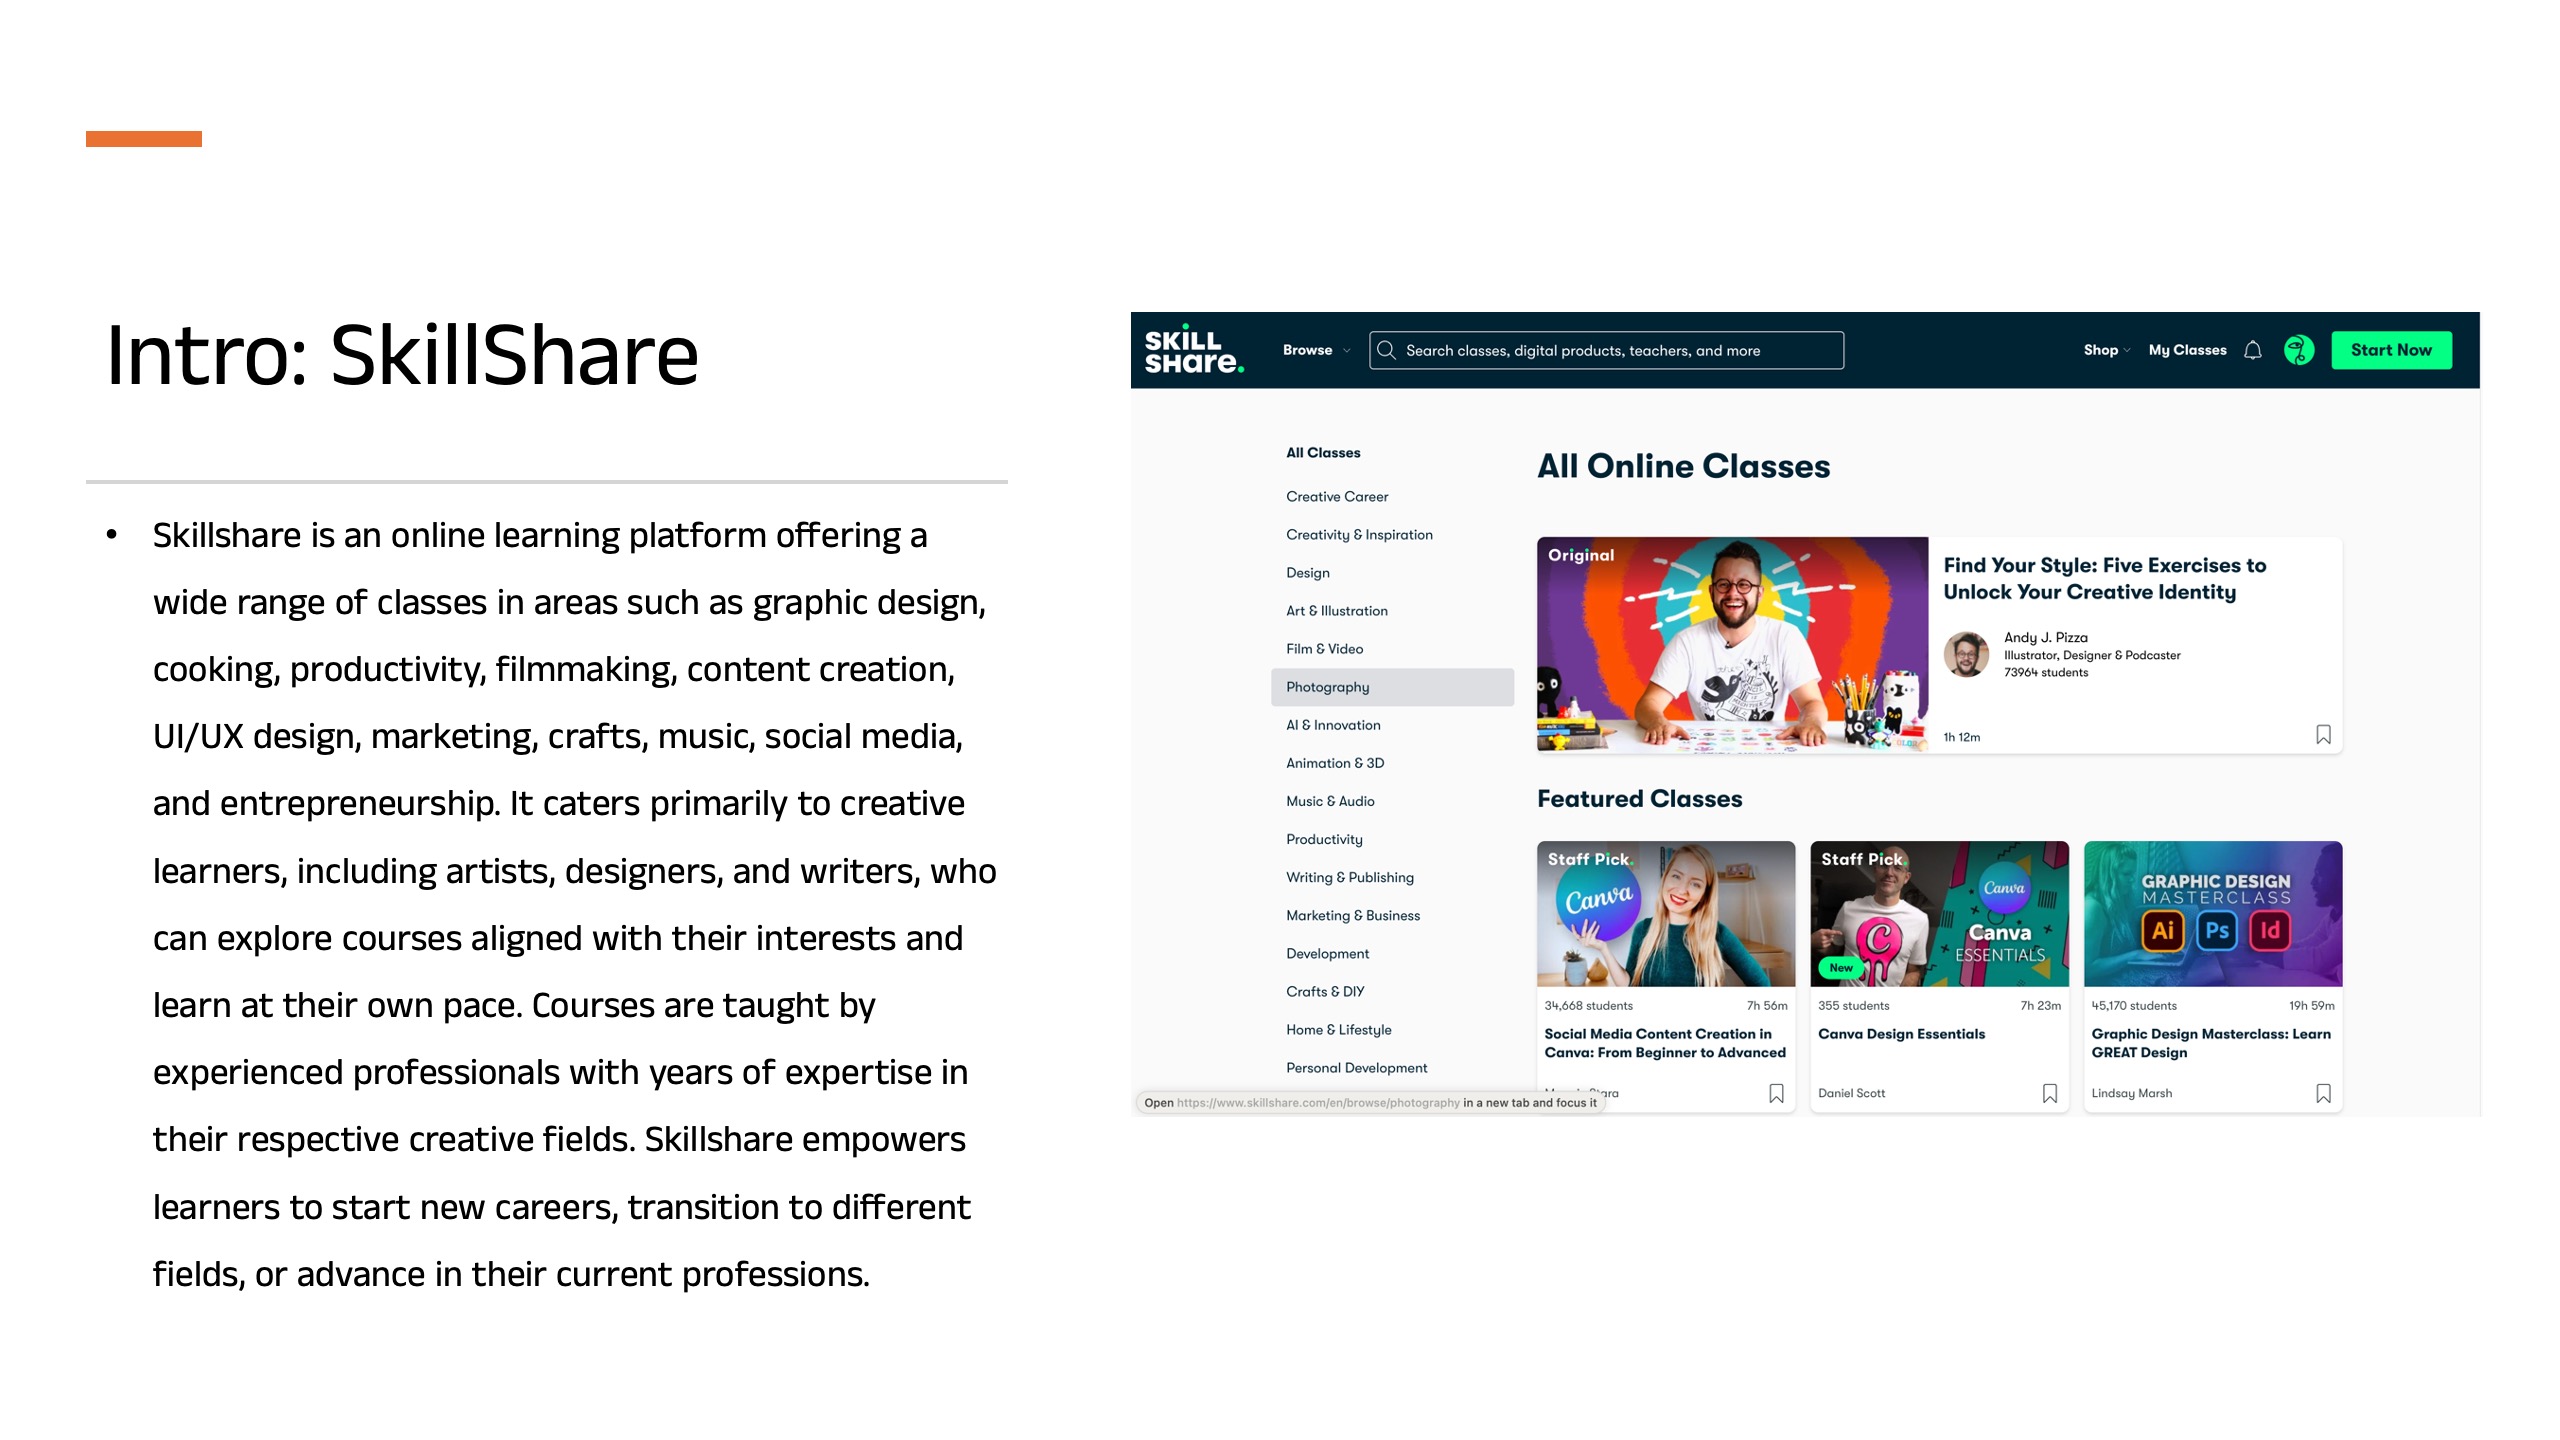 Intro: SkillShare
• Skillshare is an online learning platform offering a
wide range of classes in areas such as graphic design,
cooking, productivity, filmmaking, content creation,
UI/UX design, marketing, crafts, music, social media,
and entrepreneurship. It caters primarily to creative
learners, including artists, designers, and writers, who
can explore courses aligned with their interests and
learn at their own pace. Courses are taught by
experienced professionals with years of expertise in
their respective creative fields. Skillshare empowers
learners to start new careers, transition to different
fields, or advance in their current professions.
SKiLL
SHare.
Browse
Search classes, digital products, teachers, and more
Shop
My Classes
Start Now
All Classes
Creative Career
Creativity & Inspiration
Design
Art & Illustration
Film & Video
Photography
AI & Innovation
Animation & 3D
Music & Audio
Productivity
Writing & Publishing
Marketing & Business
Development
Crafts & DIY
Home & Lifestyle
Personal Development
Open https://www.skillshare.com/en/browse/photography in a new tab and focus it
All Online Classes
Original
Find Your Style: Five Exercises to
Unlock Your Creative Identity
Andy J. Pizza
Illustrator, Designer & Podcaster
73964 students
1h 12m
Featured Classes
Staff Pick.
Canva
34,668 students 7h 56m
Social Media Content Creation in
Canva: From Beginner to Advanced
Staff Pick.
Canva
Canva
ESSENTIALS
New
355 students 7h 23m
Canva Design Essentials
Daniel Scott
GRAPHIC DESIGN
MASTERCLASS
Ai Ps Id
45,170 students 19h 59m
Graphic Design Masterclass: Learn
GREAT Design
Lindsay Marsh